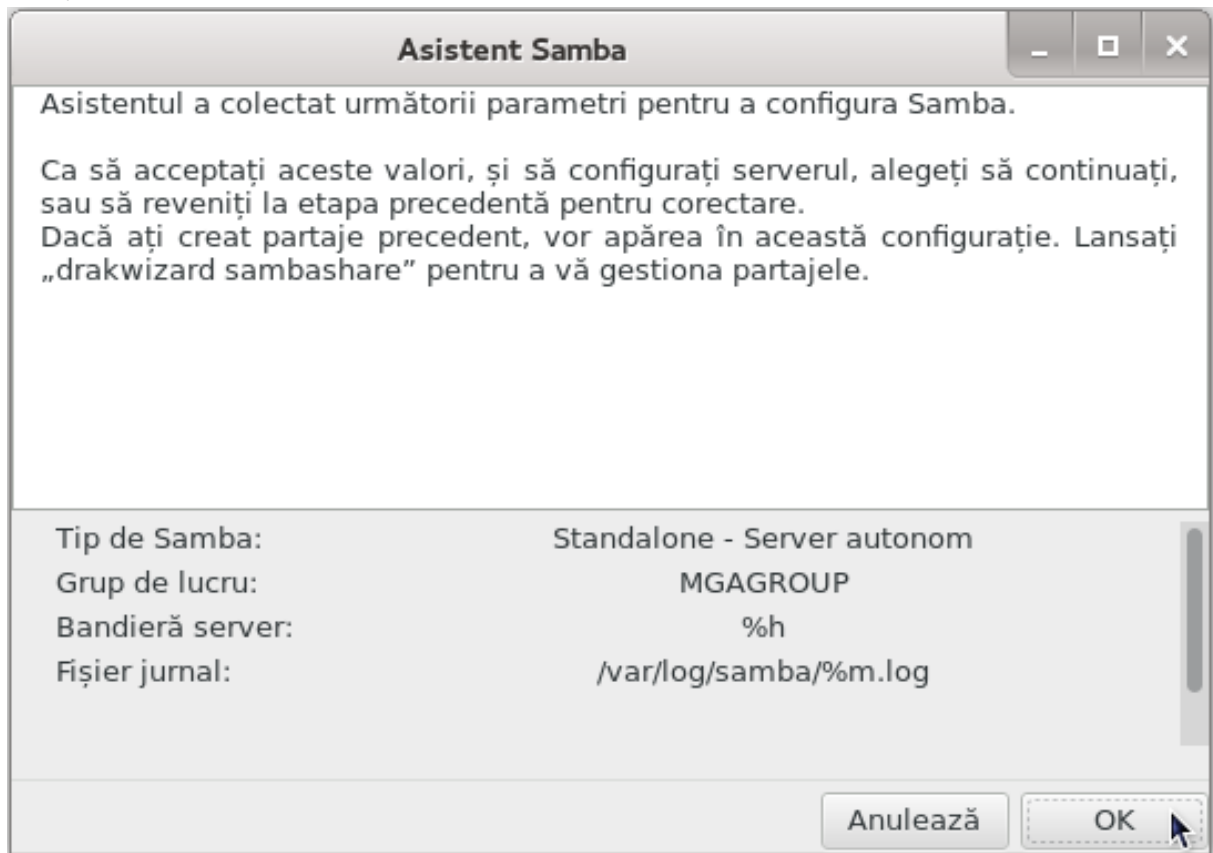 Asistent Samba
Asistentul a colectat următorii parametri pentru a configura Samba.
Ca să acceptați aceste valori, și să configurați serverul, alegeți să continuați,
sau să reveniți la etapa precedentă pentru corectare.
Dacă ați creat partaje precedent, vor apărea în această configurație. Lansați
„drakwizard sambashare” pentru a vă gestiona partajele.
Tip de Samba: Standalone - Server autonom
Grup de lucru: MGAGROUP
Bandieră server: %h
Fișier jurnal: /var/log/samba/%m.log
Anulează OK